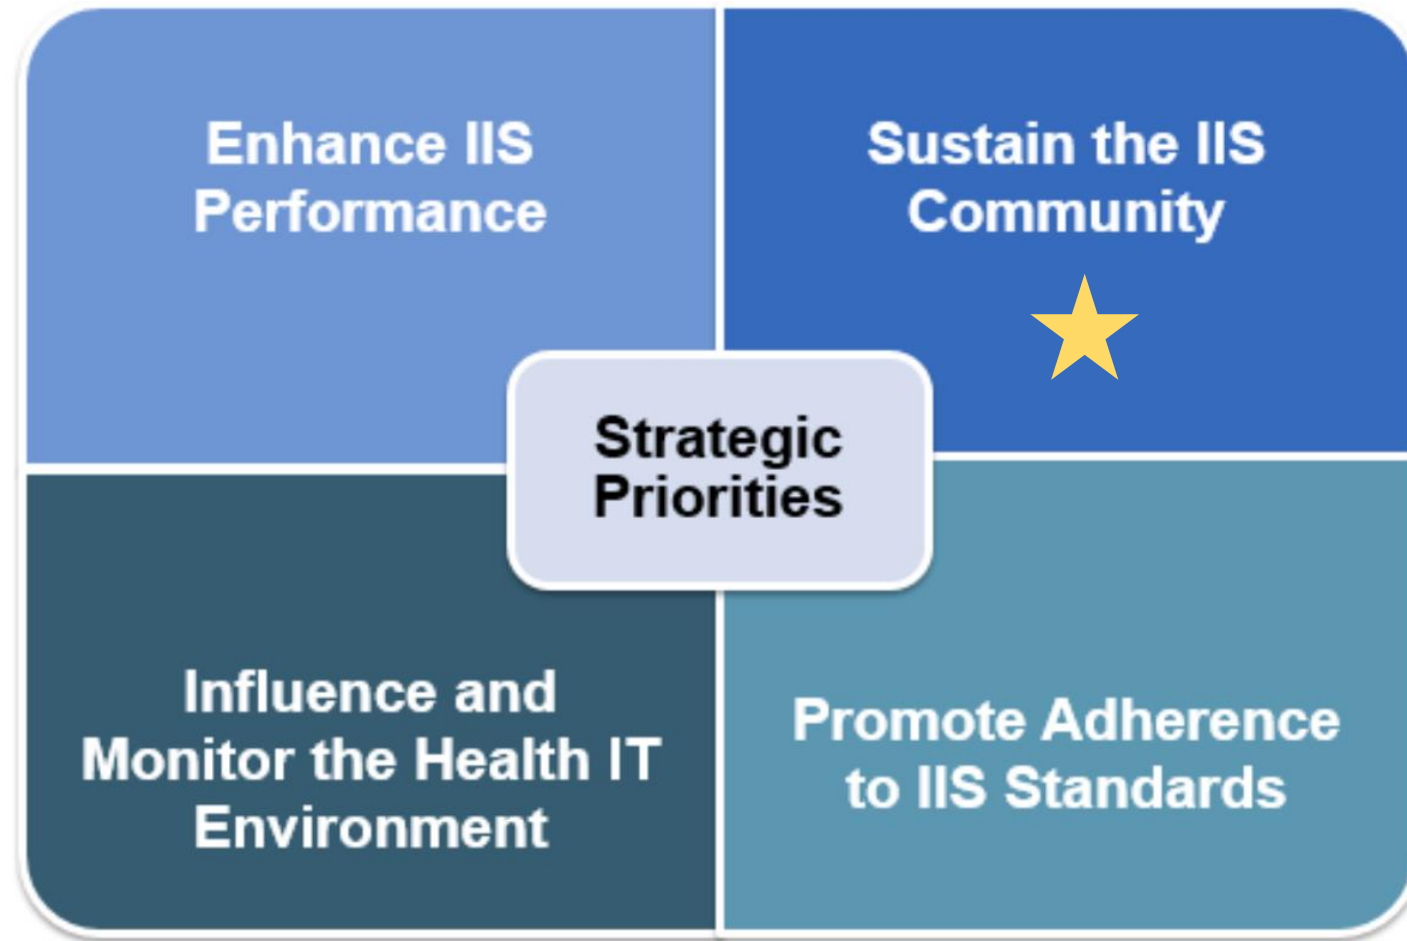 Enhance IIS
Performance
Sustain the IIS
Community
Strategic
Priorities
Influence and
Monitor the Health IT
Environment
Promote Adherence
to IIS Standards